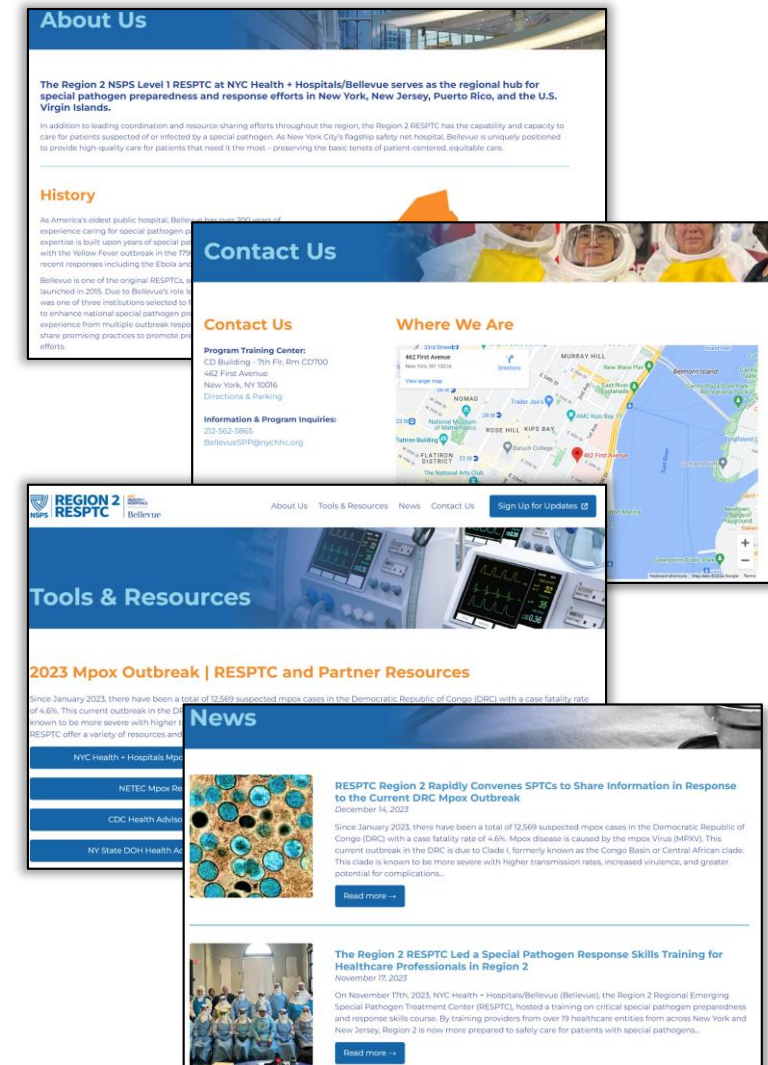 About Us
The Region 2 NSPS Level 1 RESPTC at NYC Health + Hospitals/Bellevue serves as the regional hub for
special pathogen preparedness and response efforts in New York, New Jersey, Puerto Rico, and the U.S.
Virgin Islands.
In addition to leading coordination and resource-sharing efforts throughout the region, the Region 2 RESPTC has the capability and capacity to
care for patients suspected of or infected by a special pathogen. As New York City's flagship safety net hospital, Bellevue is uniquely positioned
to provide high-quality care for patients that need it the most – preserving the basic tenets of patient-centered, equitable care.
History
As America's oldest public hospital, Bellevue has over 200 years of
experience caring for special pathogen
expertise is built upon years of special
with the Yellow Fever outbreak in the
recent responses including the Ebola and
Bellevue is one of the original RESPTCs,
launched in 2015. Due to Bellevue's role
was one of three institutions selected to
to enhance national special pathogen
experience from multiple outbreak
share promising practices to promote
efforts.
Contact Us
Contact Us
Program Training Center:
CD Building - 7th Flr, Rm CD700
462 First Avenue
New York, NY 10016
Directions & Parking
Information & Program Inquiries:
212-562-5865
BellevueSPP@nychhc.org
Where We Are
462 First Avenue
New York, NY 10016
Directions
View larger map
MURRAY HILL
New Wave Pier
East River Esplanade
Belmont Island
NOMAD
Trader Joe's
AMC Kips Bay
National Museum of Mathematics
ROSE HILL
KIPS BAY
Flatiron Building
FLATIRON DISTRICT
Baruch College
462 First Avenue
The National Arts Club
East River
Greenpoint Public Park
NSPS
REGION 2
RESPTC
Bellevue
About Us
Tools & Resources
News
Contact Us
Sign Up for Updates
Tools & Resources
2023 Mpox Outbreak | RESPTC and Partner Resources
Since January 2023, there have been a total of 12,569 suspected mpox cases in the Democratic Republic of Congo (DRC) with a case fatality rate
of 4.6%. This current outbreak in the
known to be more severe with higher
RESPTC offer a variety of resources and
NYC Health + Hospitals
NETEC Mpox
CDC Health
NY State DOH Health
News
RESPTC Region 2 Rapidly Convenes SPTCs to Share Information in Response
to the Current DRC Mpox Outbreak
December 14, 2023
Since January 2023, there have been a total of 12,569 suspected mpox cases in the Democratic Republic of
Congo (DRC) with a case fatality rate of 4.6%. Mpox disease is caused by the mpox Virus (MPXV). This
current outbreak in the DRC is due to Clade I, formerly known as the Congo Basin or Central African clade.
This clade is known to be more severe with higher transmission rates, increased virulence, and greater
potential for complications...
Read more →
The Region 2 RESPTC Led a Special Pathogen Response Skills Training for
Healthcare Professionals in Region 2
November 17, 2023
On November 17th, 2023, NYC Health + Hospitals/Bellevue (Bellevue), the Region 2 Regional Emerging
Special Pathogen Treatment Center (RESPTC), hosted a training on critical special pathogen preparedness
and response skills course. By training providers from over 19 healthcare entities from across New York and
New Jersey, Region 2 is now more prepared to safely care for patients with special pathogens...
Read more →